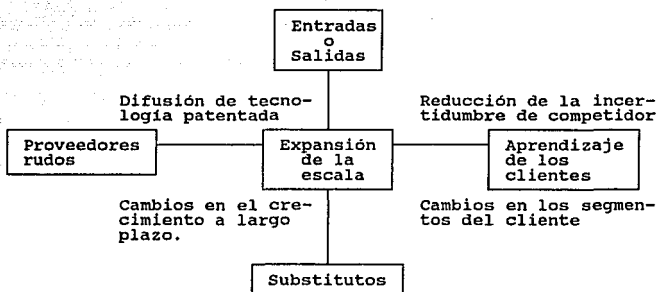 Entradas
o
Salidas
Difusión de tecno-
logía patentada
Reducción de la incer-
tidumbre de competidor
Proveedores
rudos
Expansión
de la
escala
Aprendizaje
de los
clientes
Cambios en el cre-
cimiento a largo
plazo.
Cambios en los segmen-
tos del cliente
Substitutos